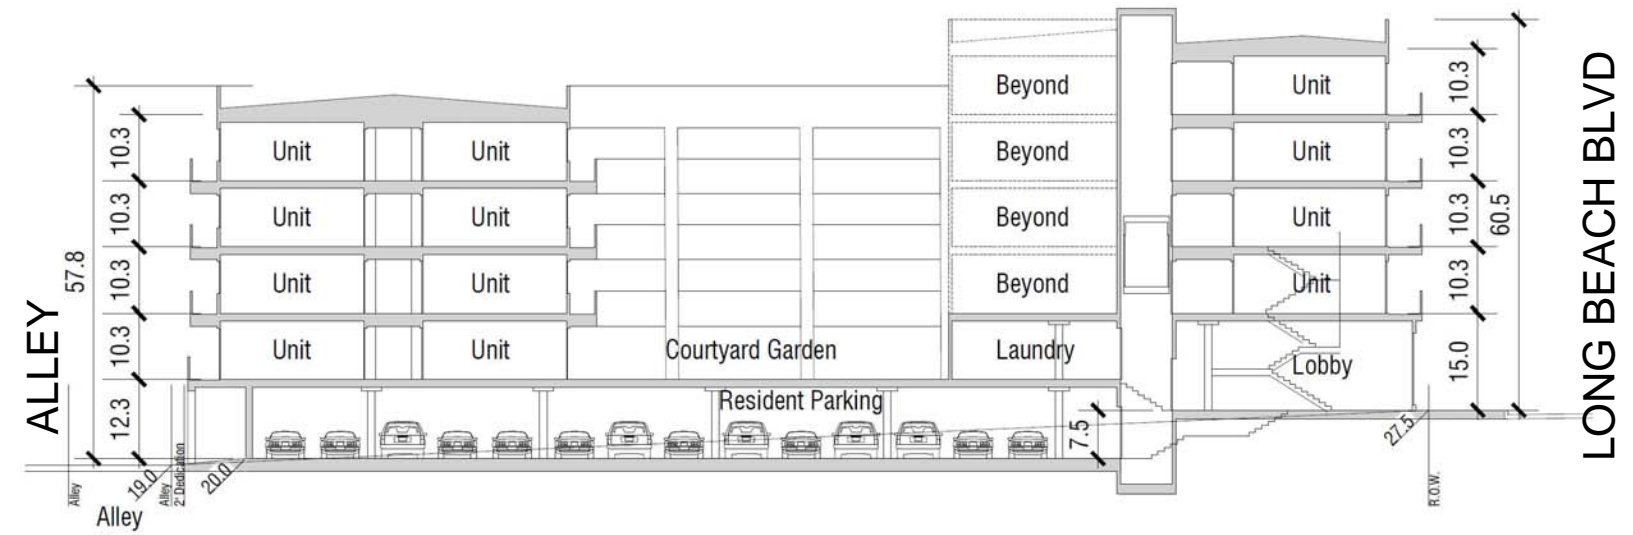 Beyond
Unit
10.3
LONG BEACH BLVD
Unit
Unit
Beyond
Unit
10.3
10.3
Unit
Unit
Beyond
Unit
10.3
10.3
60.5
57.8
Unit
Unit
Beyond
Unit
10.3
10.3
ALLEY
Unit
Unit
Courtyard Garden
Laundry
Lobby
10.3
15.0
Resident Parking
12.3
7.5
27.5
19.0
20.0
Alley
Alley
2' Dedication
R.O.W.
Alley